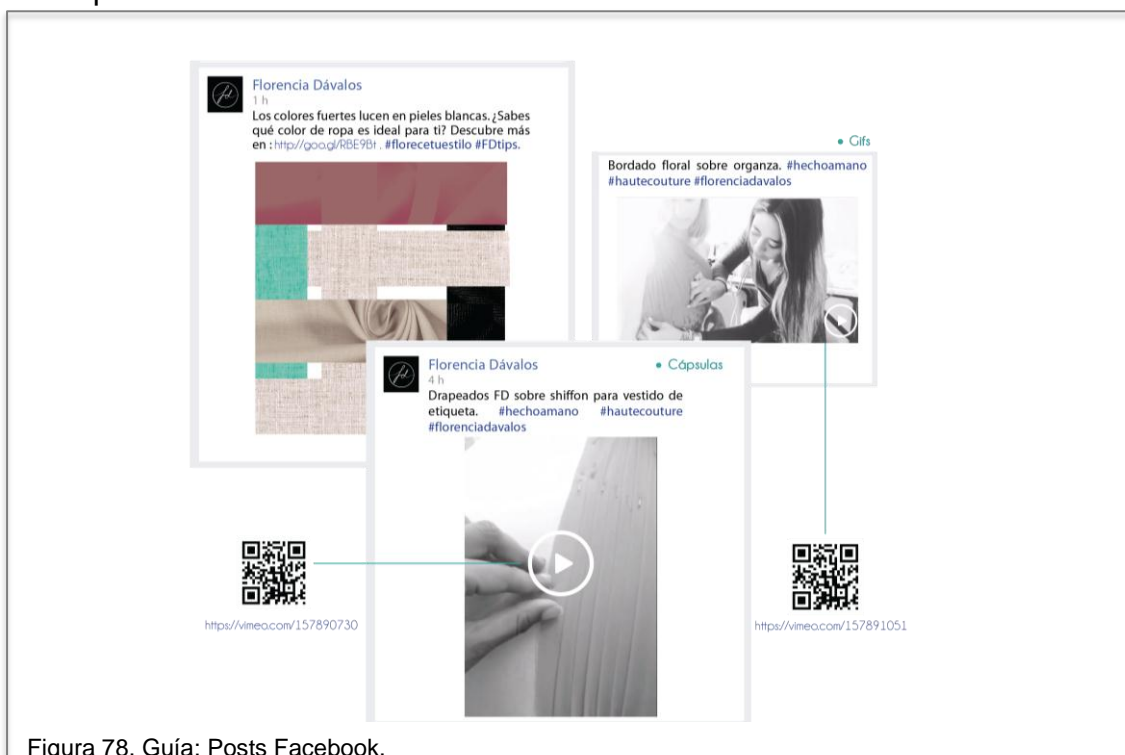 Florencia Dávalos
1 h
Los colores fuertes lucen en pieles blancas. ¿Sabes
qué color de ropa es ideal para ti? Descubre más
en : http://goo.gl/RBE9Bt . #florecetuestilo #FDtips.
• Gifs
Bordado floral sobre organza. #hechoamano
#hautecouture #florenciadavalos
fd
Florencia Dávalos
• Cápsulas
4 h
Drapeados FD sobre shiffon para vestido de
etiqueta. #hechoamano #hautecouture
#florenciadavalos
fd
https://vimeo.com/157890730
https://vimeo.com/157891051
Figura 78. Guía: Posts Facebook.